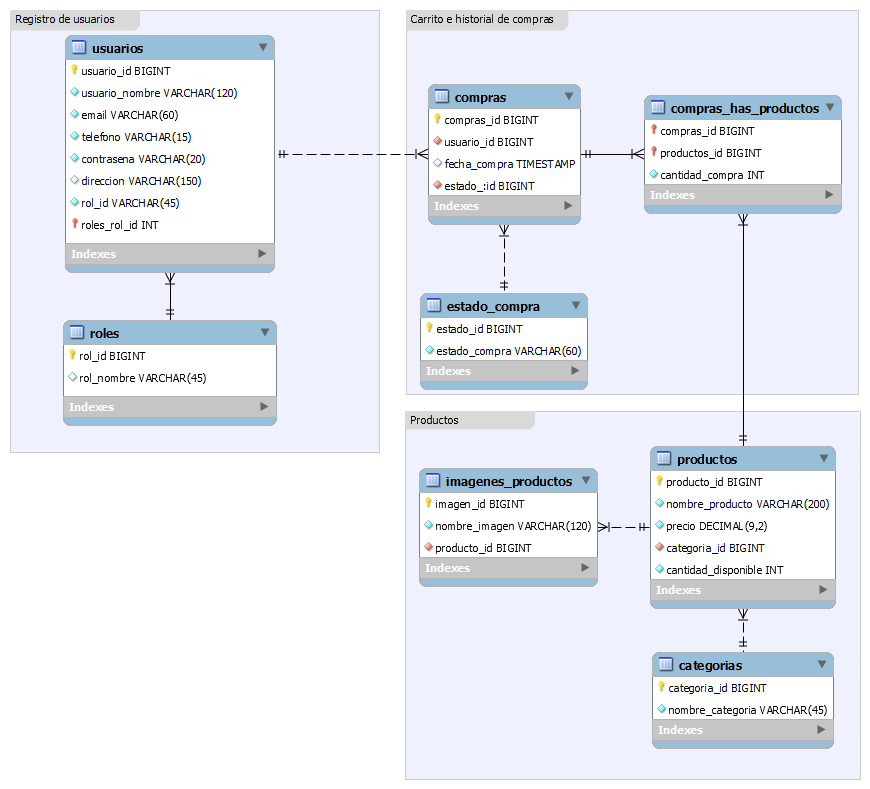 Registro de usuarios
usuarios
usuario_id BIGINT
usuario_nombre VARCHAR(120)
email VARCHAR(60)
telefono VARCHAR(15)
contrasena VARCHAR(20)
direccion VARCHAR(150)
rol_id VARCHAR(45)
roles_rol_id INT
Indexes
roles
rol_id BIGINT
rol_nombre VARCHAR(45)
Indexes
Carrito e historial de compras
compras
compras_id BIGINT
usuario_id BIGINT
fecha_compra TIMESTAMP
estado_:id BIGINT
Indexes
compras_has_productos
compras_id BIGINT
productos_id BIGINT
cantidad_compra INT
Indexes
estado_compra
estado_id BIGINT
estado_compra VARCHAR(60)
Indexes
Productos
imagenes_productos
imagen_id BIGINT
nombre_imagen VARCHAR(120)
producto_id BIGINT
Indexes
productos
producto_id BIGINT
nombre_producto VARCHAR(200)
precio DECIMAL(9,2)
categoria_id BIGINT
cantidad_disponible INT
Indexes
categorias
categoria_id BIGINT
nombre_categoria VARCHAR(45)
Indexes